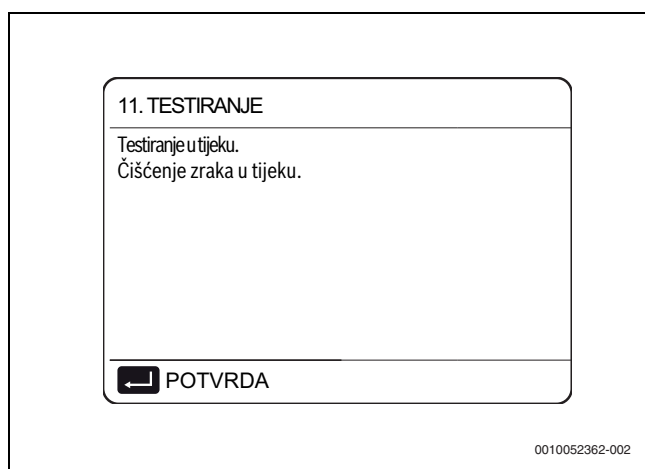 11. TESTIRANJE
Testiranje u tijeku.
Čišćenje zraka u tijeku.
POTVRDA
0010052362-002